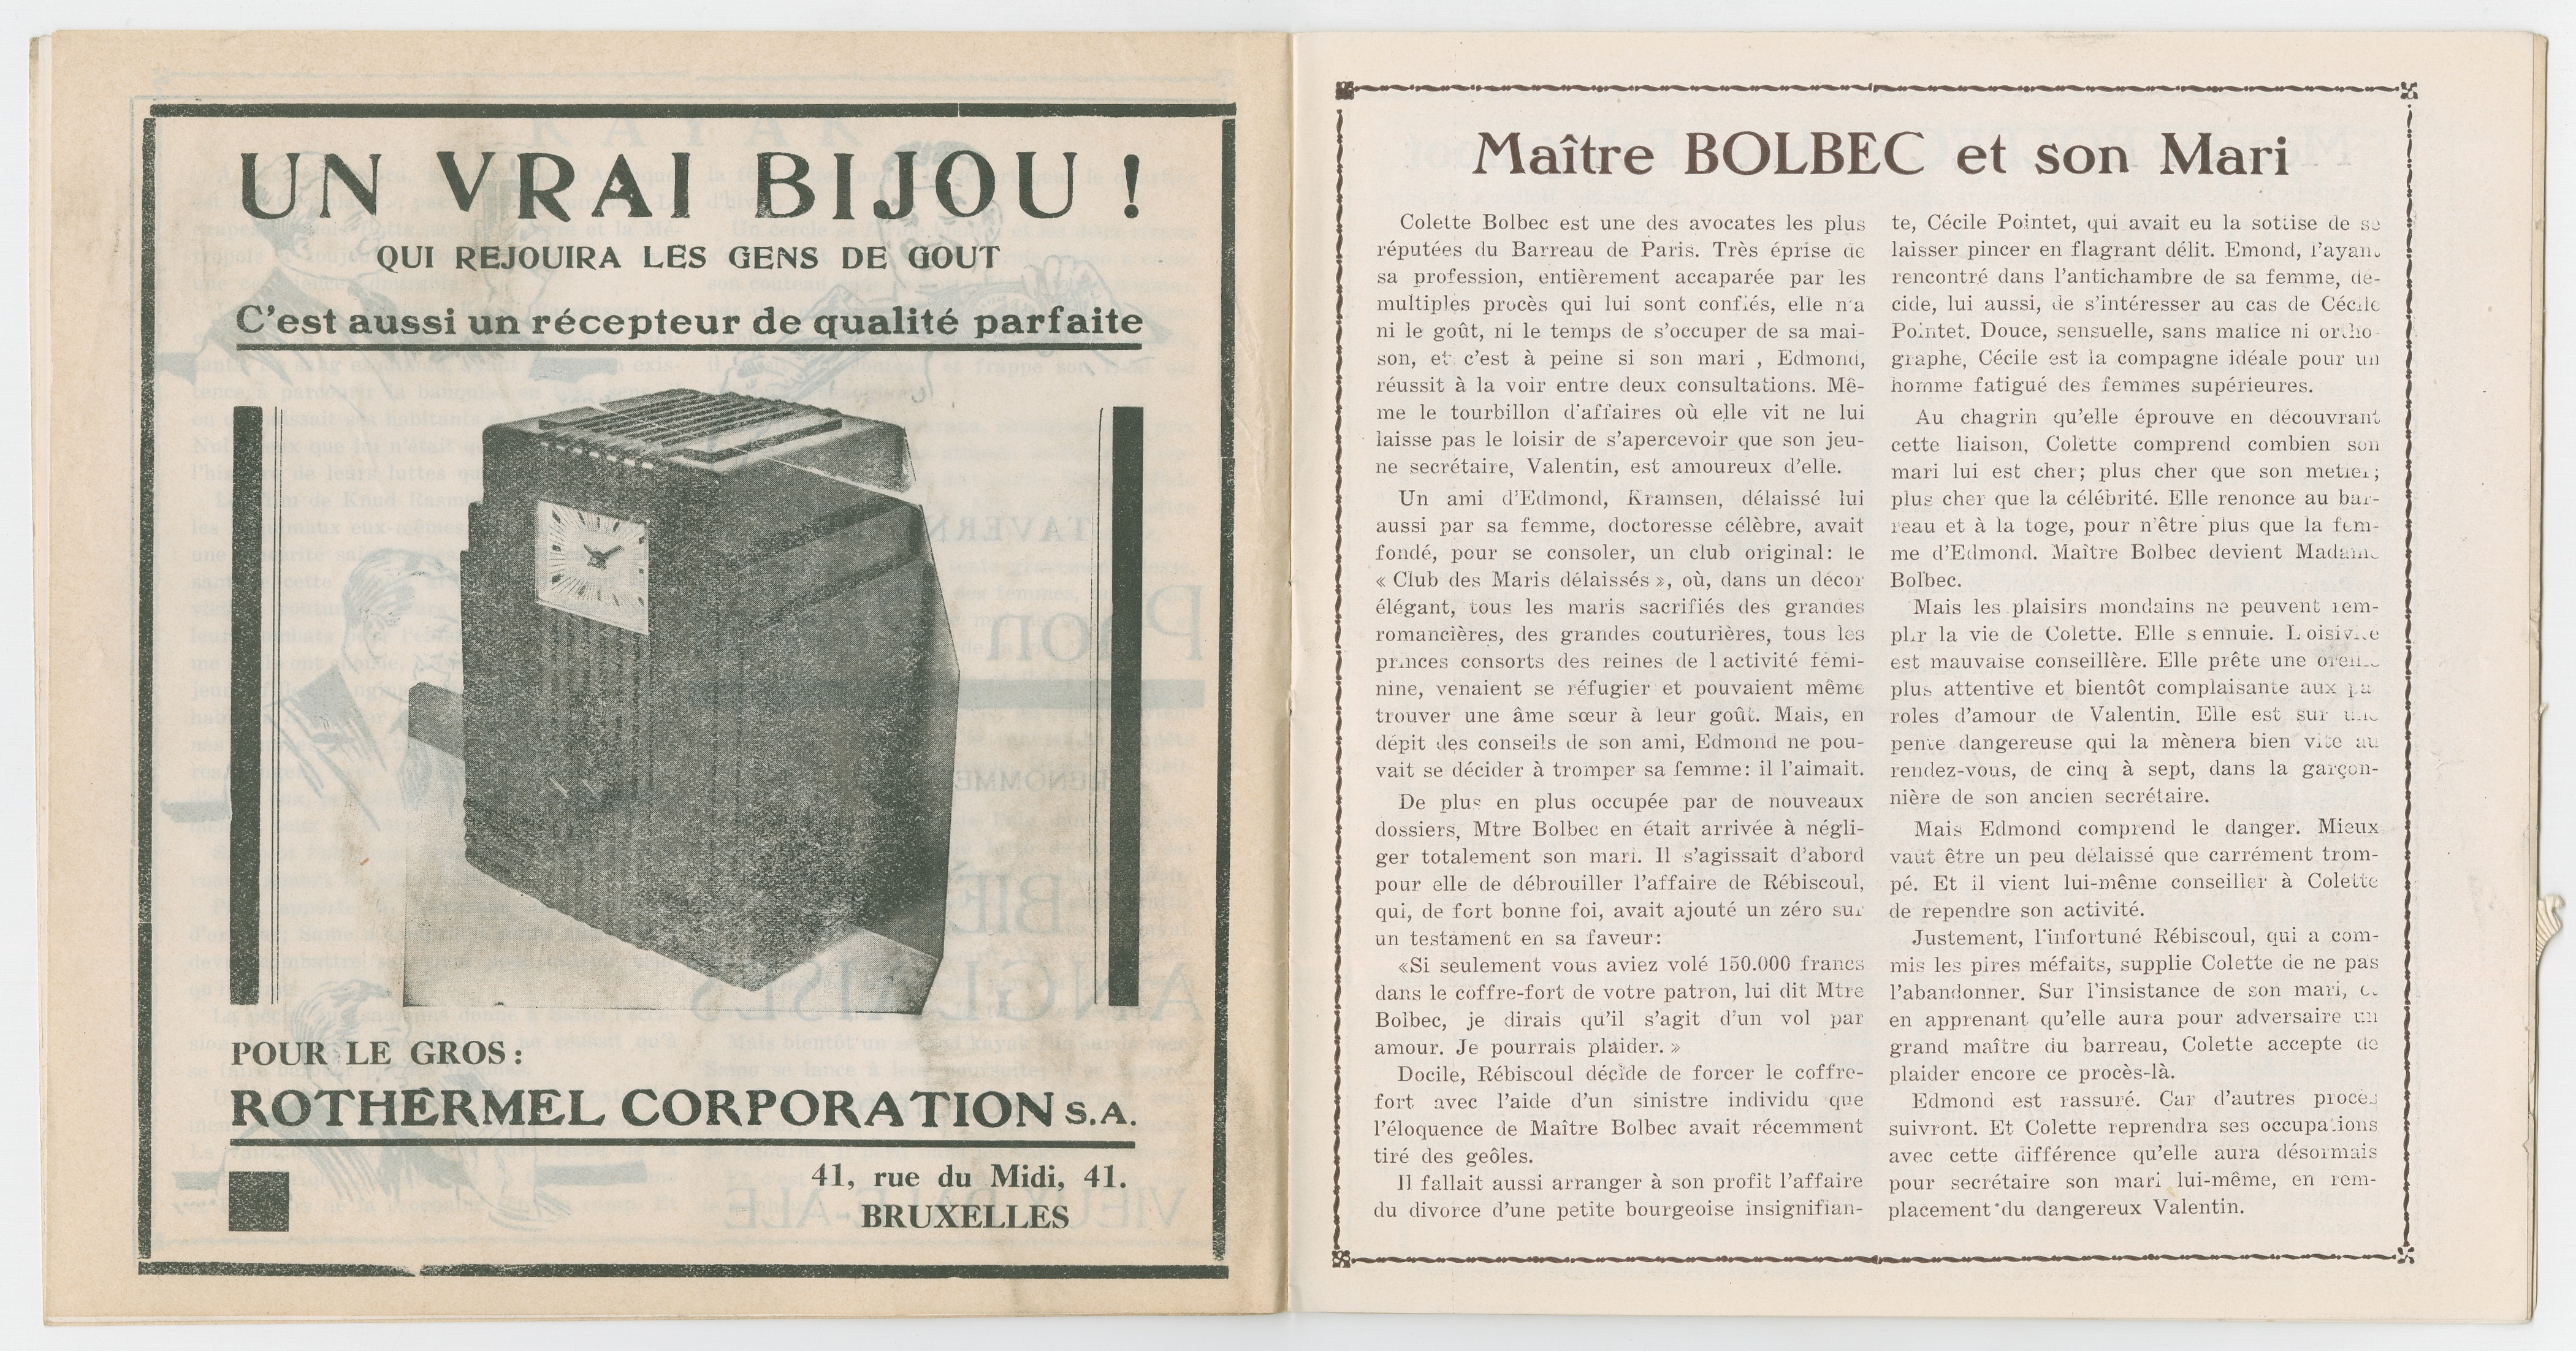 UN VRAI BIJOU !
QUI REJOUIRA LES GENS DE GOUT
C'est aussi un récepteur de qualité parfaite
POUR LE GROS :
ROTHERMEL CORPORATION S.A.
41, rue du Midi, 41.
BRUXELLES
Maître BOLBEC et son Mari
Colette Bolbec est une des avocates les plus
réputées du Barreau de Paris. Très éprise de
sa profession, entièrement accaparée par les
multiples procès qui lui sont confiés, elle n'a
ni le goût, ni le temps de s'occuper de sa mai-
son, et c'est à peine si son mari , Edmond,
réussit à la voir entre deux consultations. Mê-
me le tourbillon d'affaires où elle vit ne lui
laisse pas le loisir de s'apercevoir que son jeu-
ne secrétaire, Valentin, est amoureux d'elle.
Un ami d'Edmond, Kramsen, délaissé lui
aussi par sa femme, doctoresse célèbre, avait
fondé, pour se consoler, un club original: le
« Club des Maris délaissés », où, dans un décor
élégant, tous les maris sacrifiés des grandes
romancières, des grandes couturières, tous les
princes consorts des reines de l'activité fémi-
nine, venaient se réfugier et pouvaient même
trouver une âme sœur à leur goût. Mais, en
dépit des conseils de son ami, Edmond ne pou-
vait se décider à tromper sa femme: il l'aimait.
De plus en plus occupée par de nouveaux
dossiers, Mtre Bolbec en était arrivée à négli-
ger totalement son mari. Il s'agissait d'abord
pour elle de débrouiller l'affaire de Rébiscoul,
qui, de fort bonne foi, avait ajouté un zéro sur
un testament en sa faveur:
«Si seulement vous aviez volé 150.000 francs
dans le coffre-fort de votre patron, lui dit Mtre
Bolbec, je dirais qu'il s'agit d'un vol par
amour. Je pourrais plaider. »
Docile, Rébiscoul décide de forcer le coffre-
fort avec l'aide d'un sinistre individu que
l'éloquence de Maître Bolbec avait récemment
tiré des geôles.
Il fallait aussi arranger à son profit l'affaire
du divorce d'une petite bourgeoise insignifian-
te, Cécile Pointet, qui avait eu la sottise de se
laisser pincer en flagrant délit. Emond, l'ayant
rencontré dans l'antichambre de sa femme, dé-
cide, lui aussi, de s'intéresser au cas de Cécile
Pointet. Douce, sensuelle, sans malice ni ortho-
graphe, Cécile est la compagne idéale pour un
homme fatigué des femmes supérieures.
Au chagrin qu'elle éprouve en découvrant
cette liaison, Colette comprend combien son
mari lui est cher; plus cher que son metier;
plus cher que la célébrité. Elle renonce au bar-
reau et à la toge, pour n'être plus que la fem-
me d'Edmond. Maître Bolbec devient Madame
Bolbec.
Mais les plaisirs mondains ne peuvent rem-
plir la vie de Colette. Elle s'ennuie. L'oisiveté
est mauvaise conseillère. Elle prête une oreille
plus attentive et bientôt complaisante aux pa-
roles d'amour de Valentin. Elle est sur une
pente dangereuse qui la mènera bien vite au
rendez-vous, de cinq à sept, dans la garçon-
nière de son ancien secrétaire.
Mais Edmond comprend le danger. Mieux
vaut être un peu délaissé que carrément trom-
pé. Et il vient lui-même conseiller à Colette
de rependre son activité.
Justement, l'infortuné Rébiscoul, qui a com-
mis les pires méfaits, supplie Colette de ne pas
l'abandonner. Sur l'insistance de son mari, et
en apprenant qu'elle aura pour adversaire un
grand maître du barreau, Colette accepte de
plaider encore ce procès-là.
Edmond est rassuré. Car d'autres procès
suivront. Et Colette reprendra ses occupations
avec cette différence qu'elle aura désormais
pour secrétaire son mari lui-même, en rem-
placement du dangereux Valentin.